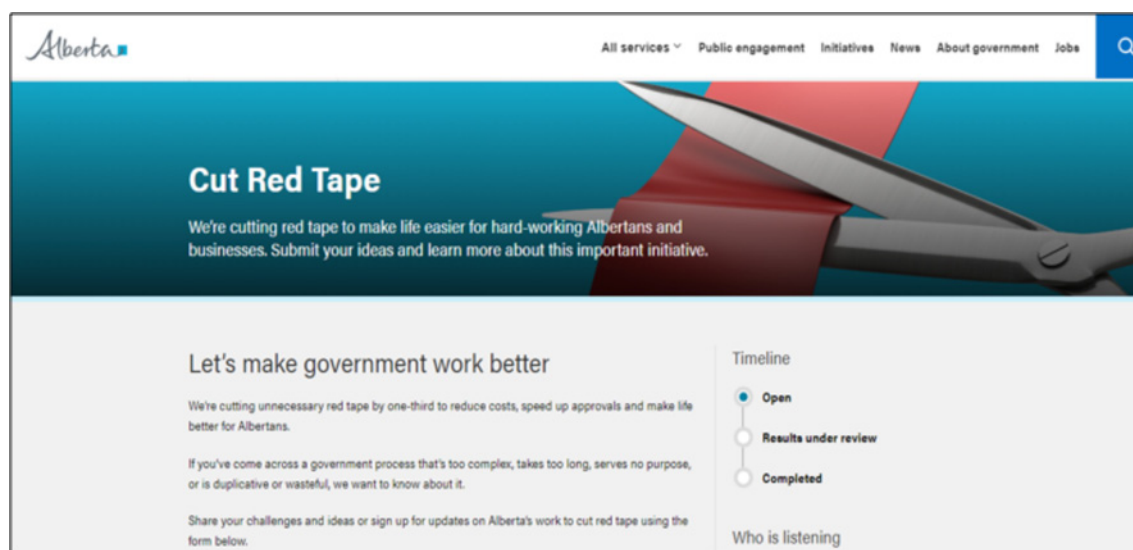 Alberta
All services Public engagement Initiatives News About government Jobs
Cut Red Tape
We're cutting red tape to make life easier for hard-working Albertans and
businesses. Submit your ideas and learn more about this important initiative.
Let's make government work better
We're cutting unnecessary red tape by one-third to reduce costs, speed up approvals and make life
better for Albertans.
If you've come across a government process that's too complex, takes too long, serves no purpose,
or is duplicative or wasteful, we want to know about it.
Share your challenges and ideas or sign up for updates on Alberta's work to cut red tape using the
form below.
Timeline
Open
Results under review
Completed
Who is listening